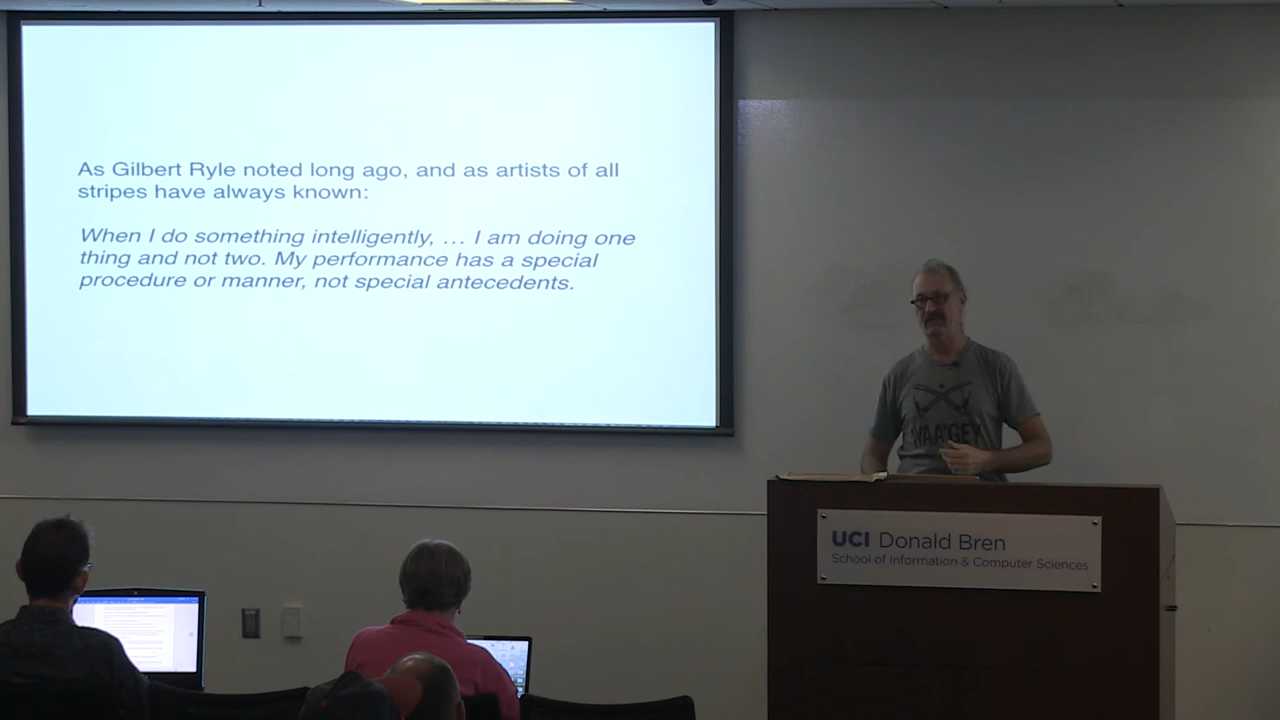 As Gilbert Ryle noted long ago, and as artists of all
stripes have always known:
When I do something intelligently, … I am doing one
thing and not two. My performance has a special
procedure or manner, not special antecedents.
WAA'GEY
UCI Donald Bren
School of Information & Computer Sciences